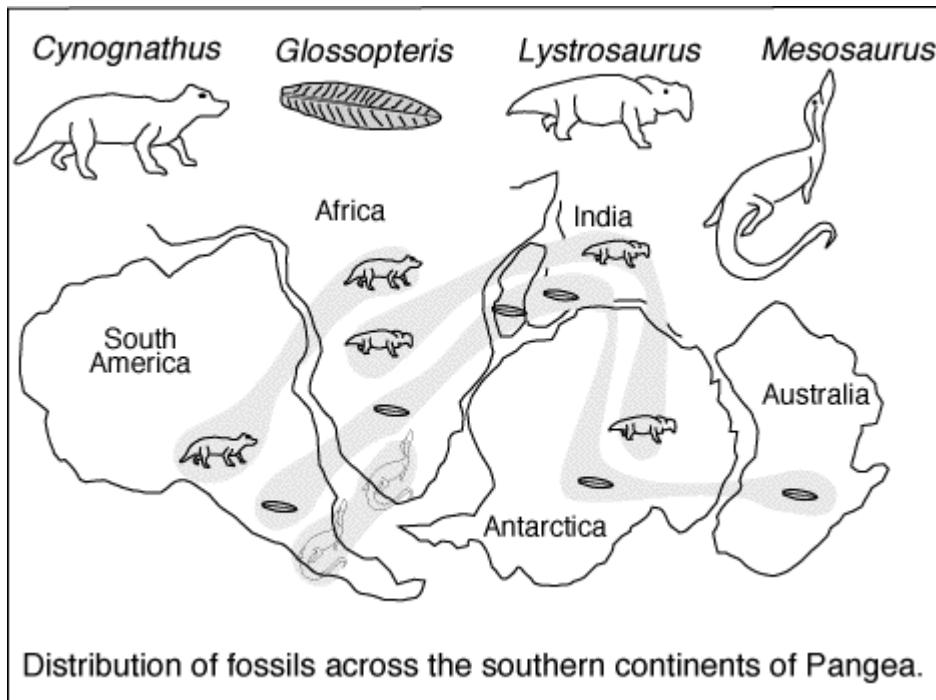 Cynognathus Glossopteris Lystrosaurus Mesosaurus
Africa
India
South
America
Australia
Antarctica
Distribution of fossils across the southern continents of Pangea.